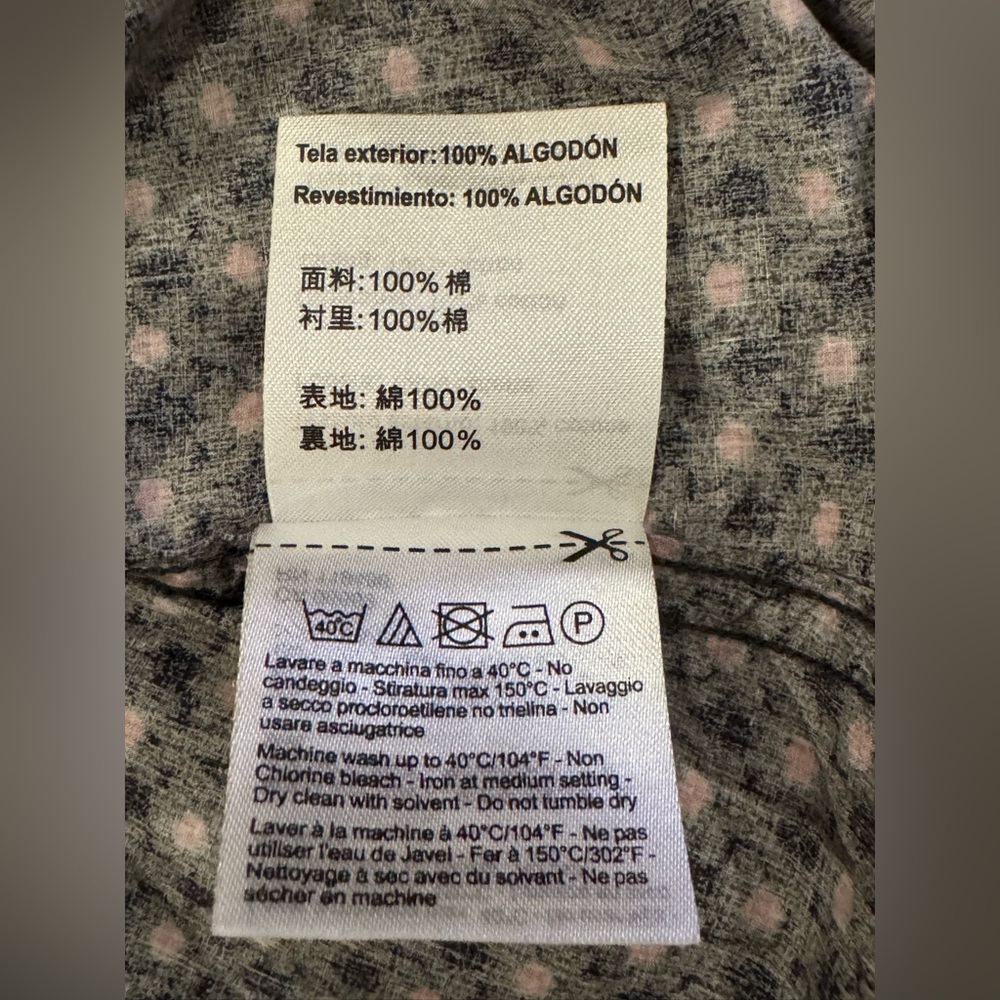 Tela exterior:100% ALGODÓN
Revestimiento: 100% ALGODÓN
面料:100% 棉
衬里:100%棉
表地: 綿100%
裏地: 綿100%
40°C P
Lavare a macchina fino a 40°C - No
candeggio - Stiratura max 150°C - Lavaggio
a secco procloroetilene no trielina - Non
usare asciugatrice
Machine wash up to 40°C/104°F - Non
Chlorine bleach - Iron at medium setting -
Dry clean with solvent - Do not tumble dry
Laver à la machine à 40°C/104°F - Ne pas
utiliser l'eau de Javel - Fer à 150°C/302°F -
Nettoyage à sec avec du solvant - Ne pas
sécher en machine